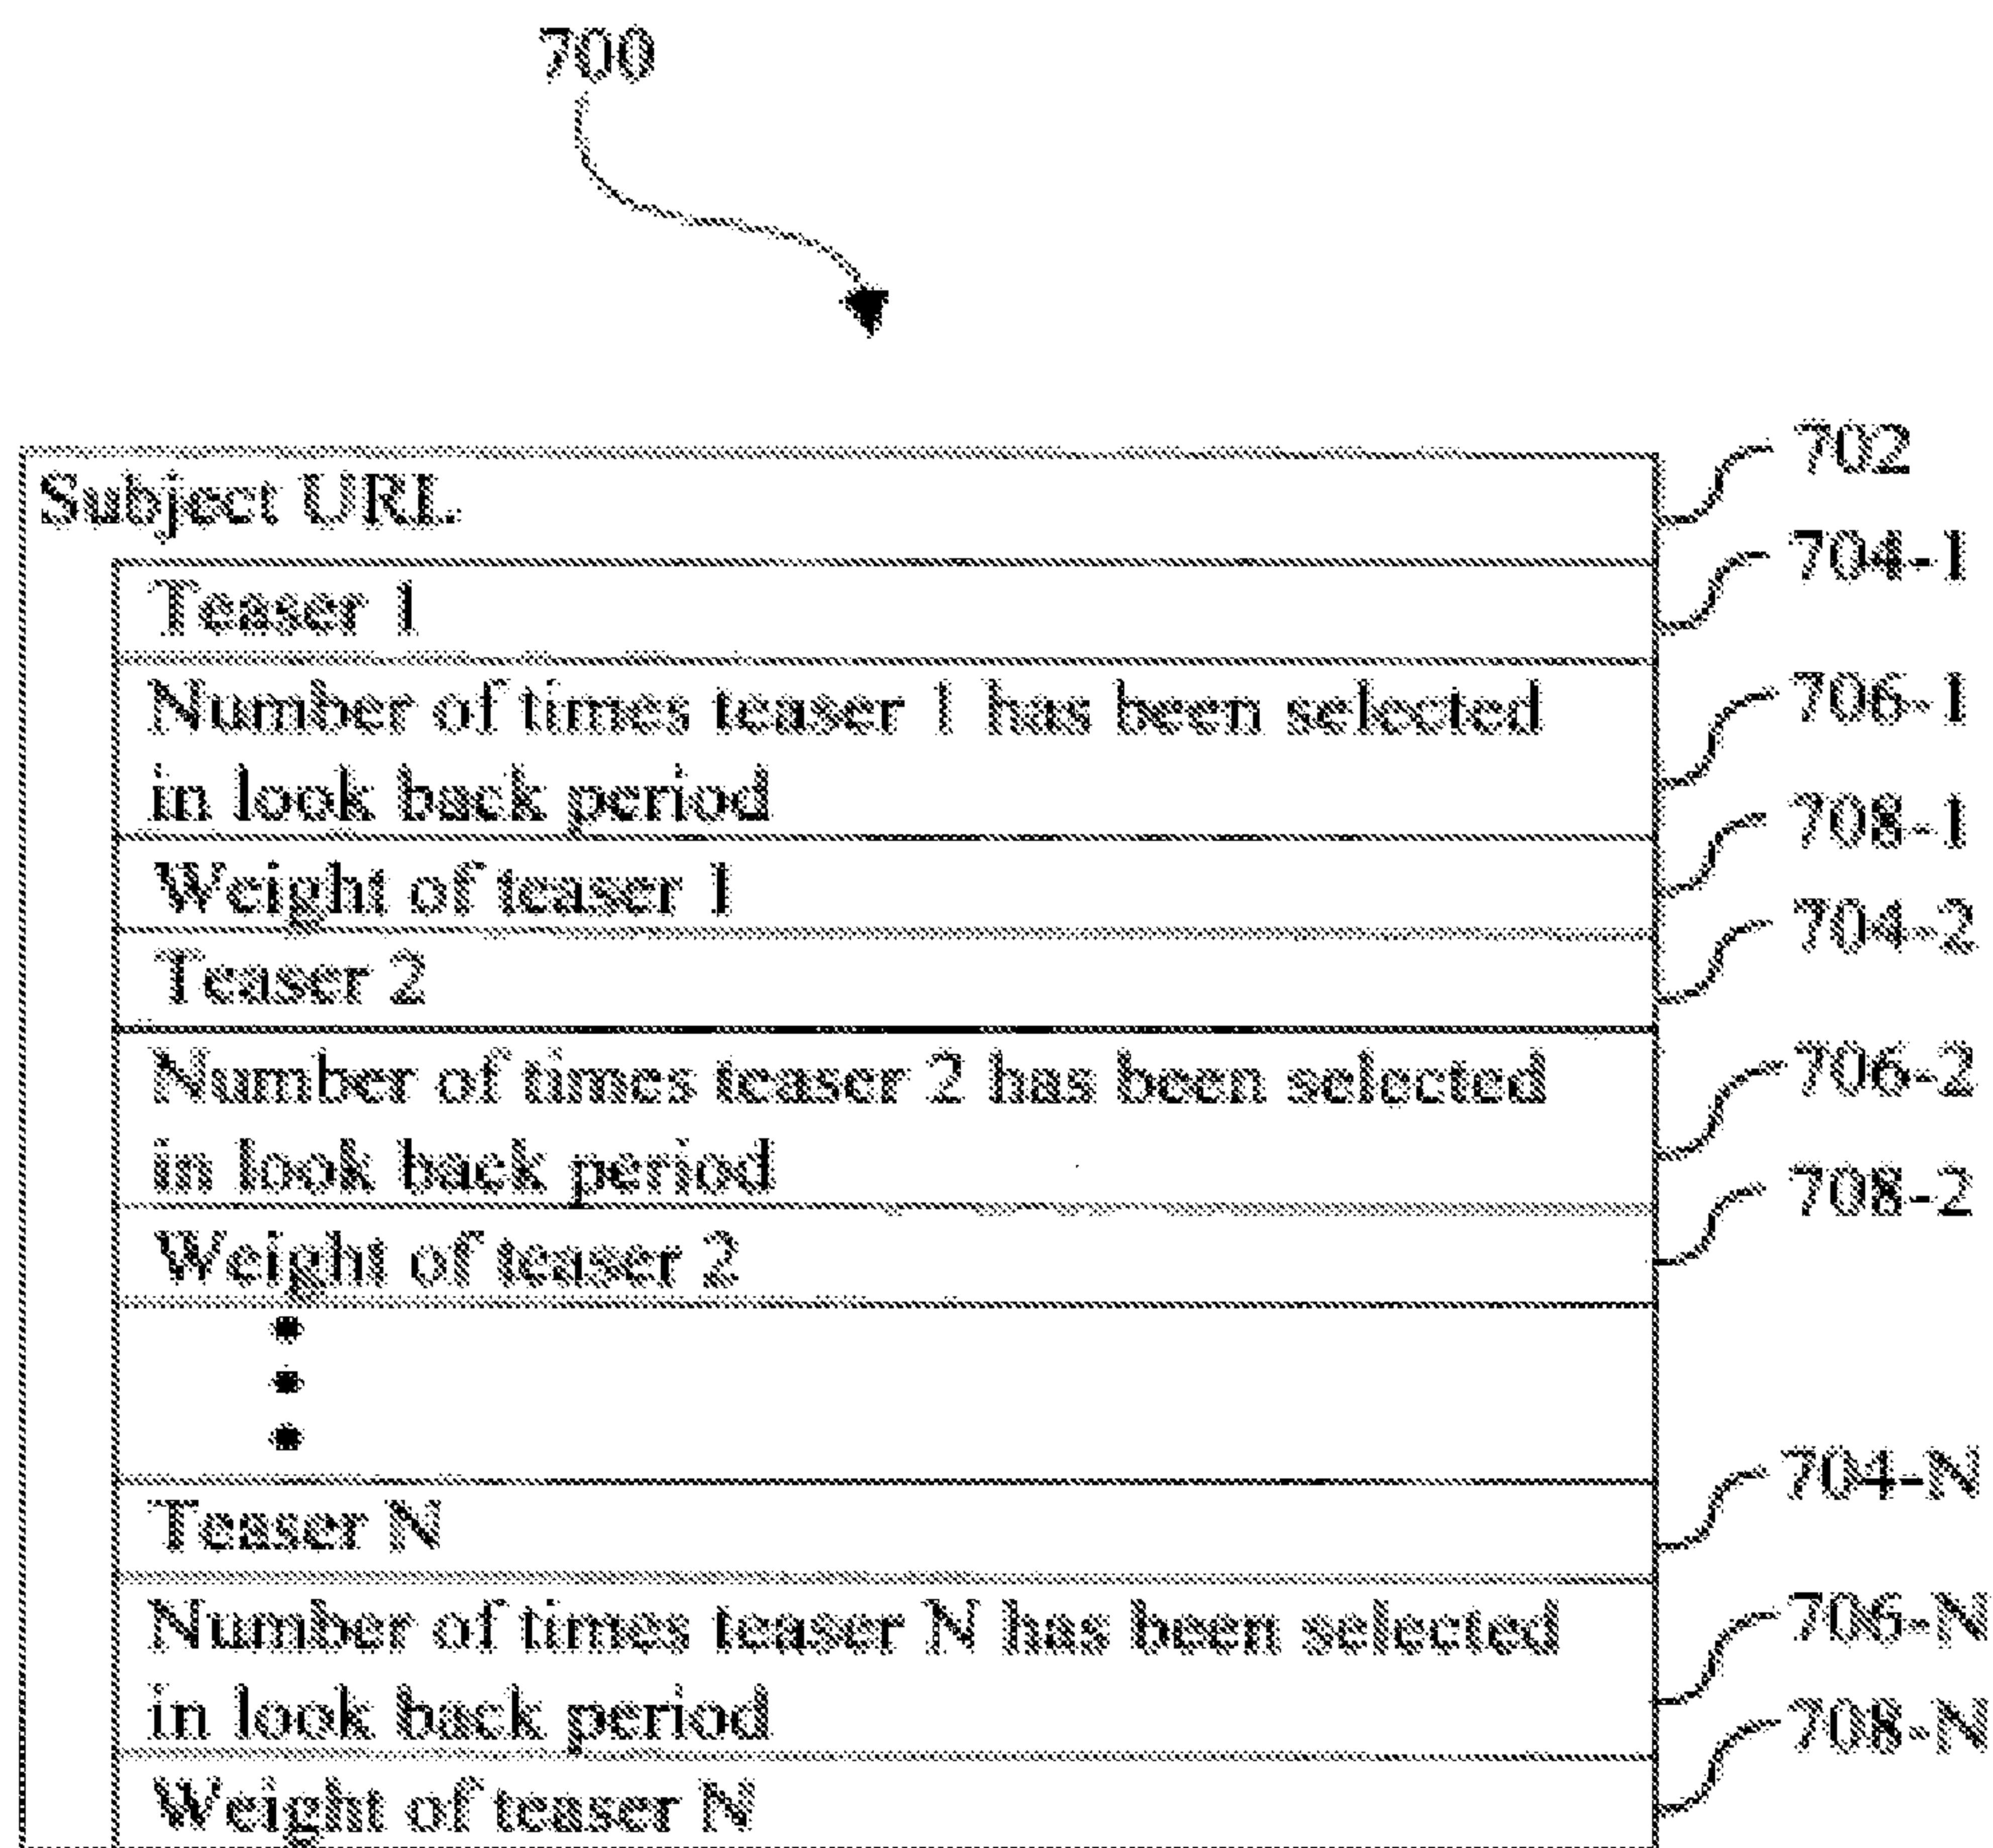 700
Subject URL 702
Teaser 1 704-1
Number of times teaser 1 has been selected 706-1
in look back period
Weight of teaser 1 708-1
Teaser 2 704-2
Number of times teaser 2 has been selected 706-2
in look back period
Weight of teaser 2 708-2
Teaser N 704-N
Number of times teaser N has been selected 706-N
in look back period
Weight of teaser N 708-N